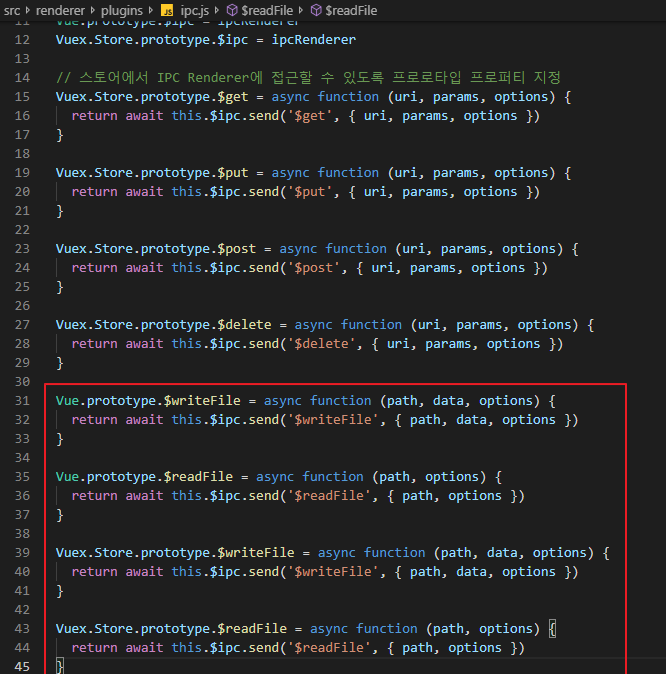 src > renderer > plugins > JS ipc.js > $readFile > $readFile
11 Vue.prototype.$ipc = ipcRenderer
12 Vuex.Store.prototype.$ipc = ipcRenderer
13
14 // 스토어에서 IPC Renderer에 접근할 수 있도록 프로로타입 프로퍼티 지정
15 Vuex.Store.prototype.$get = async function (uri, params, options) {
16   return await this.$ipc.send('$get', { uri, params, options })
17 }
18
19 Vuex.Store.prototype.$put = async function (uri, params, options) {
20   return await this.$ipc.send('$put', { uri, params, options })
21 }
22
23 Vuex.Store.prototype.$post = async function (uri, params, options) {
24   return await this.$ipc.send('$post', { uri, params, options })
25 }
26
27 Vuex.Store.prototype.$delete = async function (uri, params, options) {
28   return await this.$ipc.send('$delete', { uri, params, options })
29 }
30
31 Vue.prototype.$writeFile = async function (path, data, options) {
32   return await this.$ipc.send('$writeFile', { path, data, options })
33 }
34
35 Vue.prototype.$readFile = async function (path, options) {
36   return await this.$ipc.send('$readFile', { path, options })
37 }
38
39 Vuex.Store.prototype.$writeFile = async function (path, data, options) {
40   return await this.$ipc.send('$writeFile', { path, data, options })
41 }
42
43 Vuex.Store.prototype.$readFile = async function (path, options) {
44   return await this.$ipc.send('$readFile', { path, options })
45 }